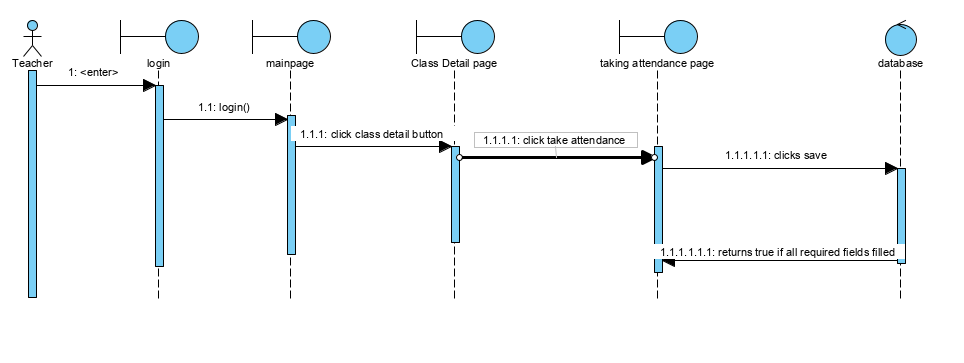 Teacher
login
mainpage
Class Detail page
taking attendance page
database
1: <enter>
1.1: login()
1.1.1: click class detail button
1.1.1.1: click take attendance
1.1.1.1.1: clicks save
1.1.1.1.1.1: returns true if all required fields filled